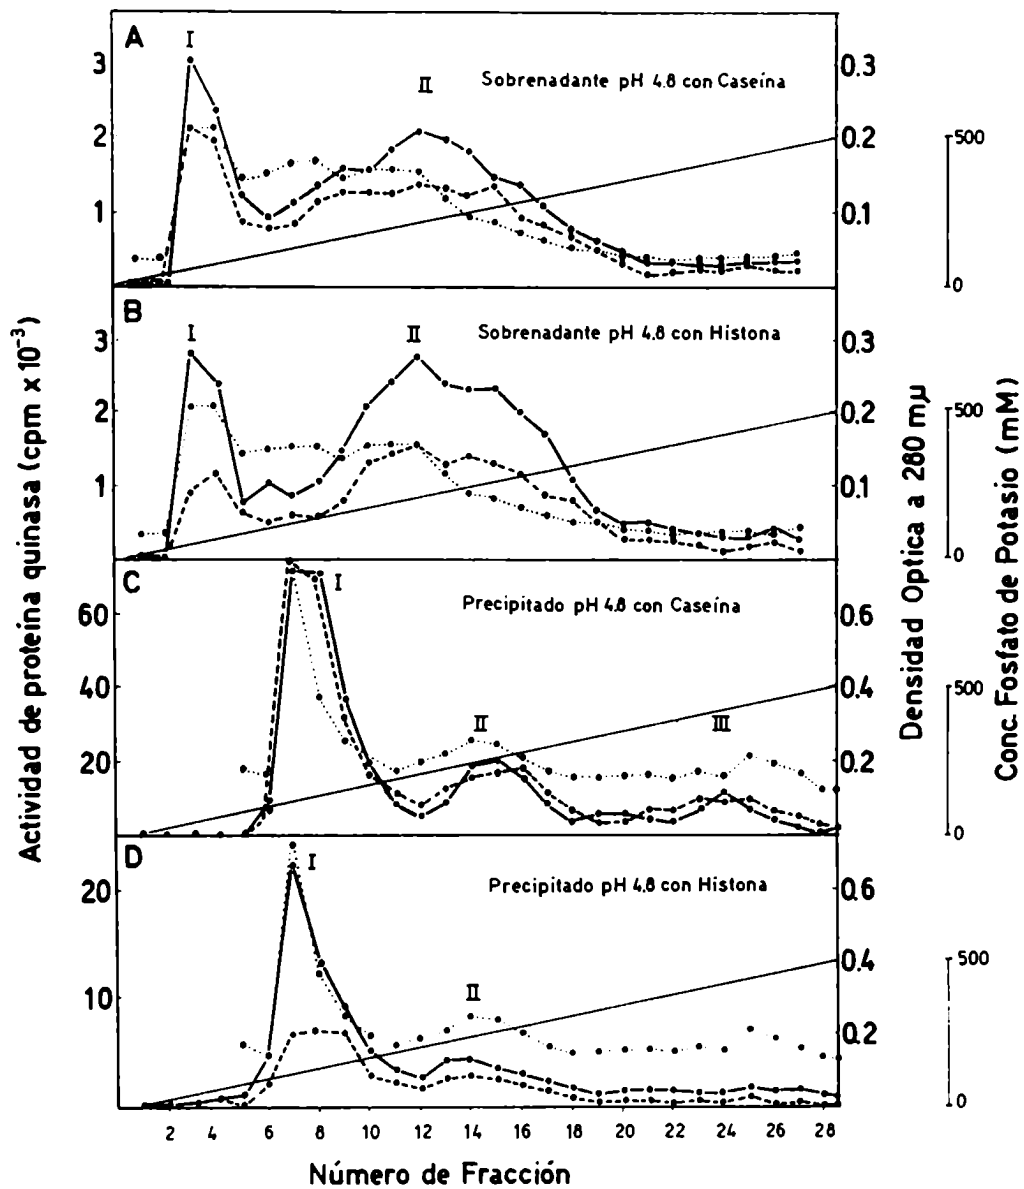 A
I
II
Sobrenadante pH 4.8 con Caseína
3
2
1
0.3
0.2
0.1
500
0
B
I
II
Sobrenadante pH 4.8 con Histona
3
2
1
0.3
0.2
0.1
500
0
C
I
II
III
Precipitado pH 4.8 con Caseína
60
40
20
0.6
0.4
0.2
500
0
D
I
II
Precipitado pH 4.8 con Histona
20
10
0.6
0.4
0.2
500
0
2 4 6 8 10 12 14 16 18 20 22 24 26 28
Número de Fracción
Actividad de proteína quinasa (cpm x 10⁻³)
Densidad Optica a 280 mµ
Conc. Fosfato de Potasio (mM)